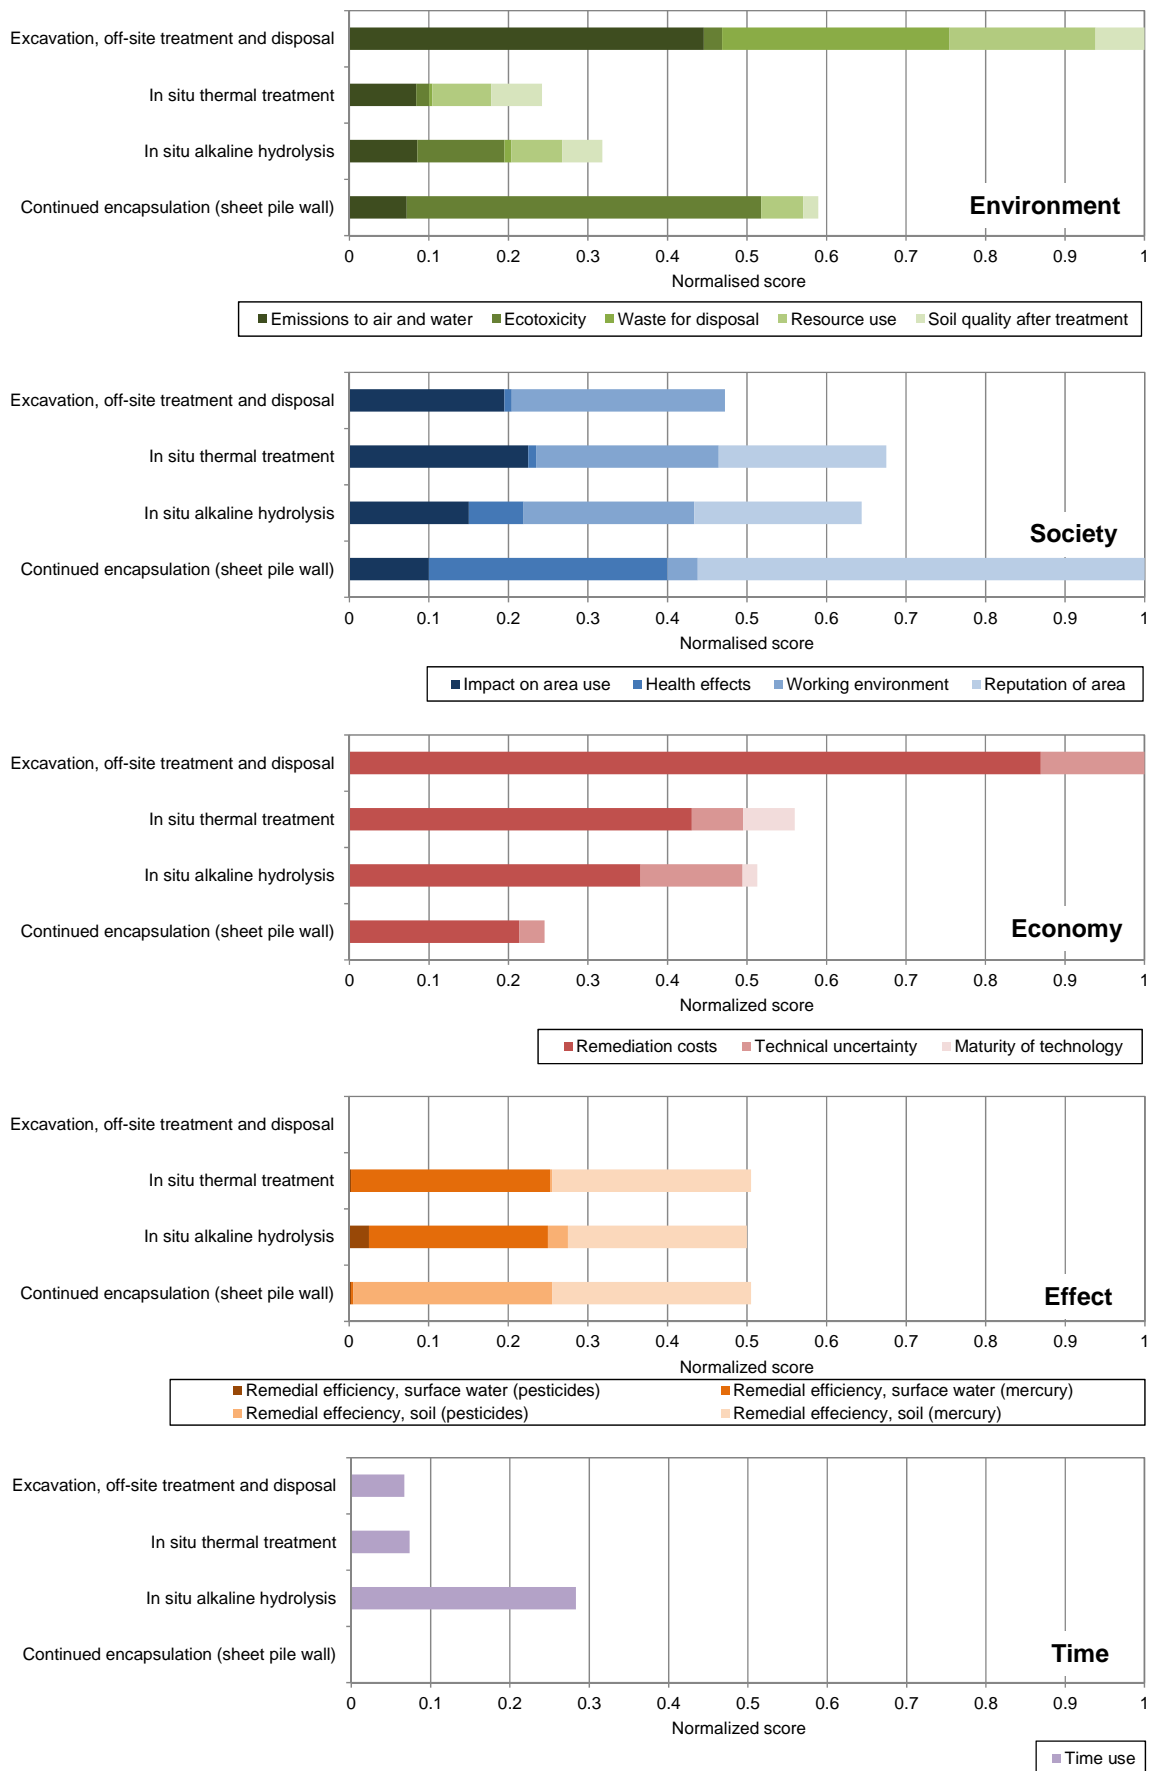 Excavation, off-site treatment and disposal
In situ thermal treatment
In situ alkaline hydrolysis
Continued encapsulation (sheet pile wall)
Environment
0 0.1 0.2 0.3 0.4 0.5 0.6 0.7 0.8 0.9 1
Normalised score
Emissions to air and water Ecotoxicity Waste for disposal Resource use Soil quality after treatment
Excavation, off-site treatment and disposal
In situ thermal treatment
In situ alkaline hydrolysis
Society
Continued encapsulation (sheet pile wall)
0 0.1 0.2 0.3 0.4 0.5 0.6 0.7 0.8 0.9 1
Normalised score
Impact on area use Health effects Working environment Reputation of area
Excavation, off-site treatment and disposal
In situ thermal treatment
In situ alkaline hydrolysis
Continued encapsulation (sheet pile wall)
Economy
0 0.1 0.2 0.3 0.4 0.5 0.6 0.7 0.8 0.9 1
Normalized score
Remediation costs Technical uncertainty Maturity of technology
Excavation, off-site treatment and disposal
In situ thermal treatment
In situ alkaline hydrolysis
Continued encapsulation (sheet pile wall)
Effect
0 0.1 0.2 0.3 0.4 0.5 0.6 0.7 0.8 0.9 1
Normalized score
Remedial efficiency, surface water (pesticides) Remedial efficiency, surface water (mercury)
Remedial effeciency, soil (pesticides) Remedial effeciency, soil (mercury)
Excavation, off-site treatment and disposal
In situ thermal treatment
In situ alkaline hydrolysis
Continued encapsulation (sheet pile wall)
Time
0 0.1 0.2 0.3 0.4 0.5 0.6 0.7 0.8 0.9 1
Normalized score
Time use